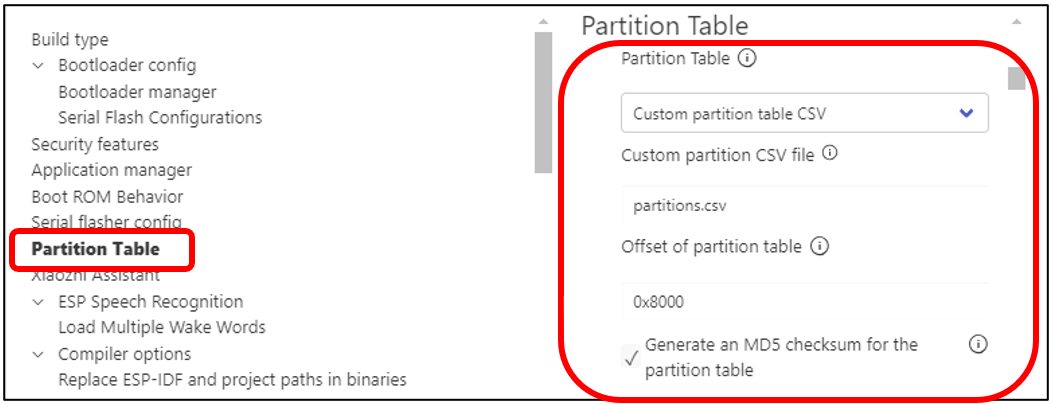 Build type
Bootloader config
Bootloader manager
Serial Flash Configurations
Security features
Application manager
Boot ROM Behavior
Serial flasher config
Partition Table
Xiaozhi Assistant
ESP Speech Recognition
Load Multiple Wake Words
Compiler options
Replace ESP-IDF and project paths in binaries
Partition Table
Partition Table
Custom partition table CSV
Custom partition CSV file
partitions.csv
Offset of partition table
0x8000
Generate an MD5 checksum for the
partition table